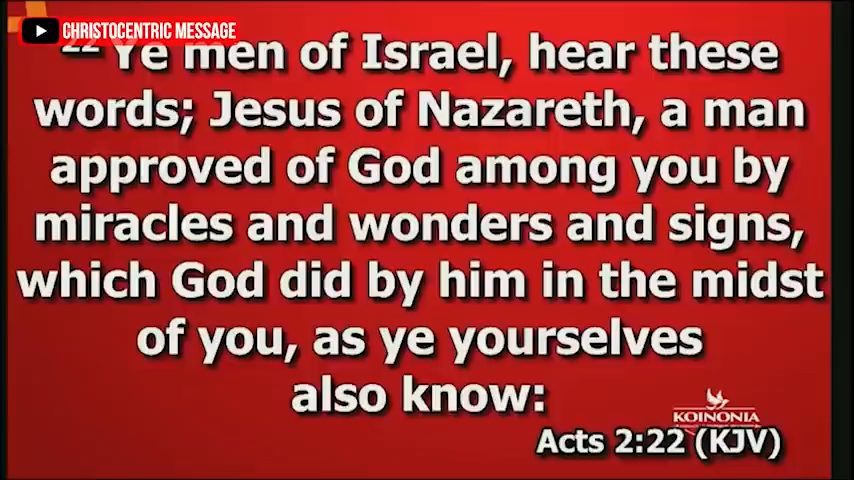 CHRISTOCENTRIC MESSAGE
22 Ye men of Israel, hear these
words; Jesus of Nazareth, a man
approved of God among you by
miracles and wonders and signs,
which God did by him in the midst
of you, as ye yourselves
also know:
KOINONIA
Acts 2:22 (KJV)